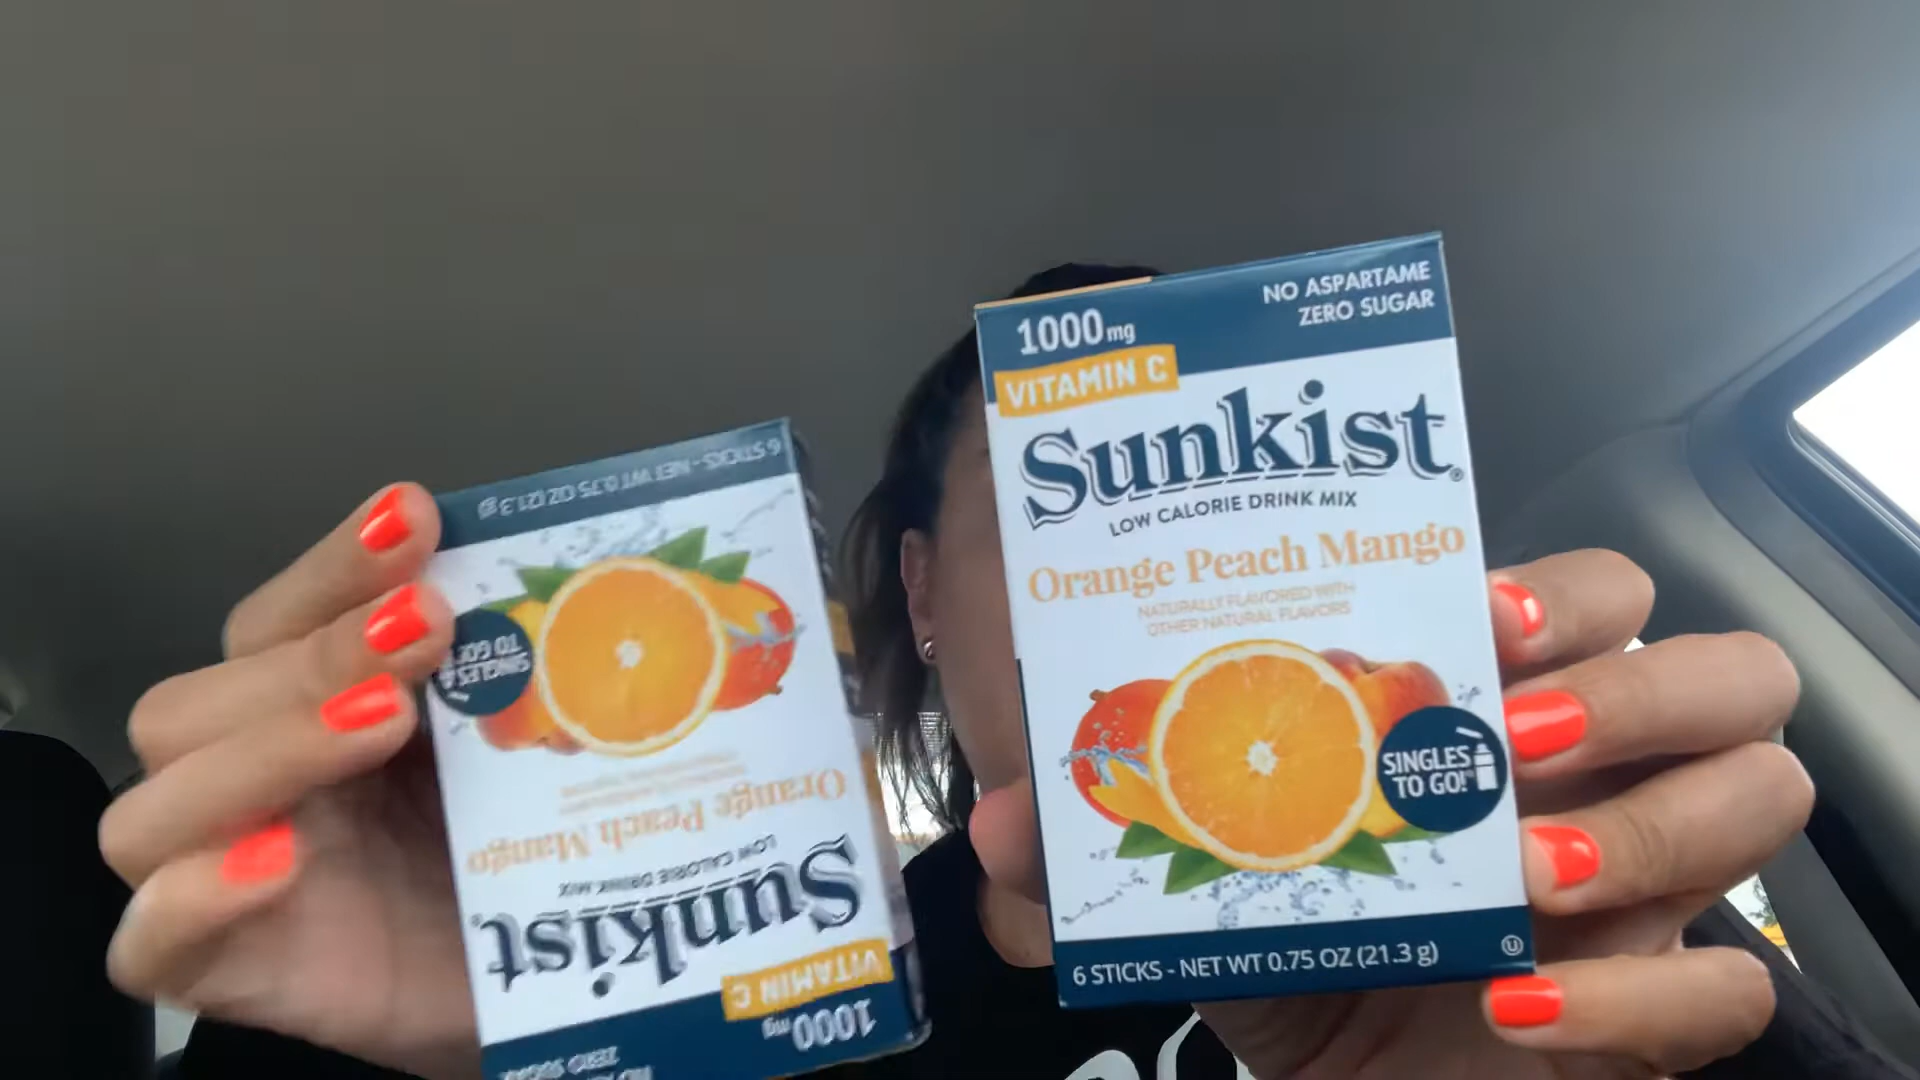 1000mg
VITAMIN C
NO ASPARTAME
ZERO SUGAR
Sunkist®
LOW CALORIE DRINK MIX
Orange Peach Mango
NATURALLY FLAVORED WITH
OTHER NATURAL FLAVORS
SINGLES
TO GO!
6 STICKS - NET WT 0.75 OZ (21.3 g)
U
6 STICKS - NET WT 0.75 OZ (21.3 g)
SINGLES
TO GO!
Orange Peach Mango
LOW CALORIE DRINK MIX
Sunkist
VITAMIN C
1000mg
ZERO SUGAR